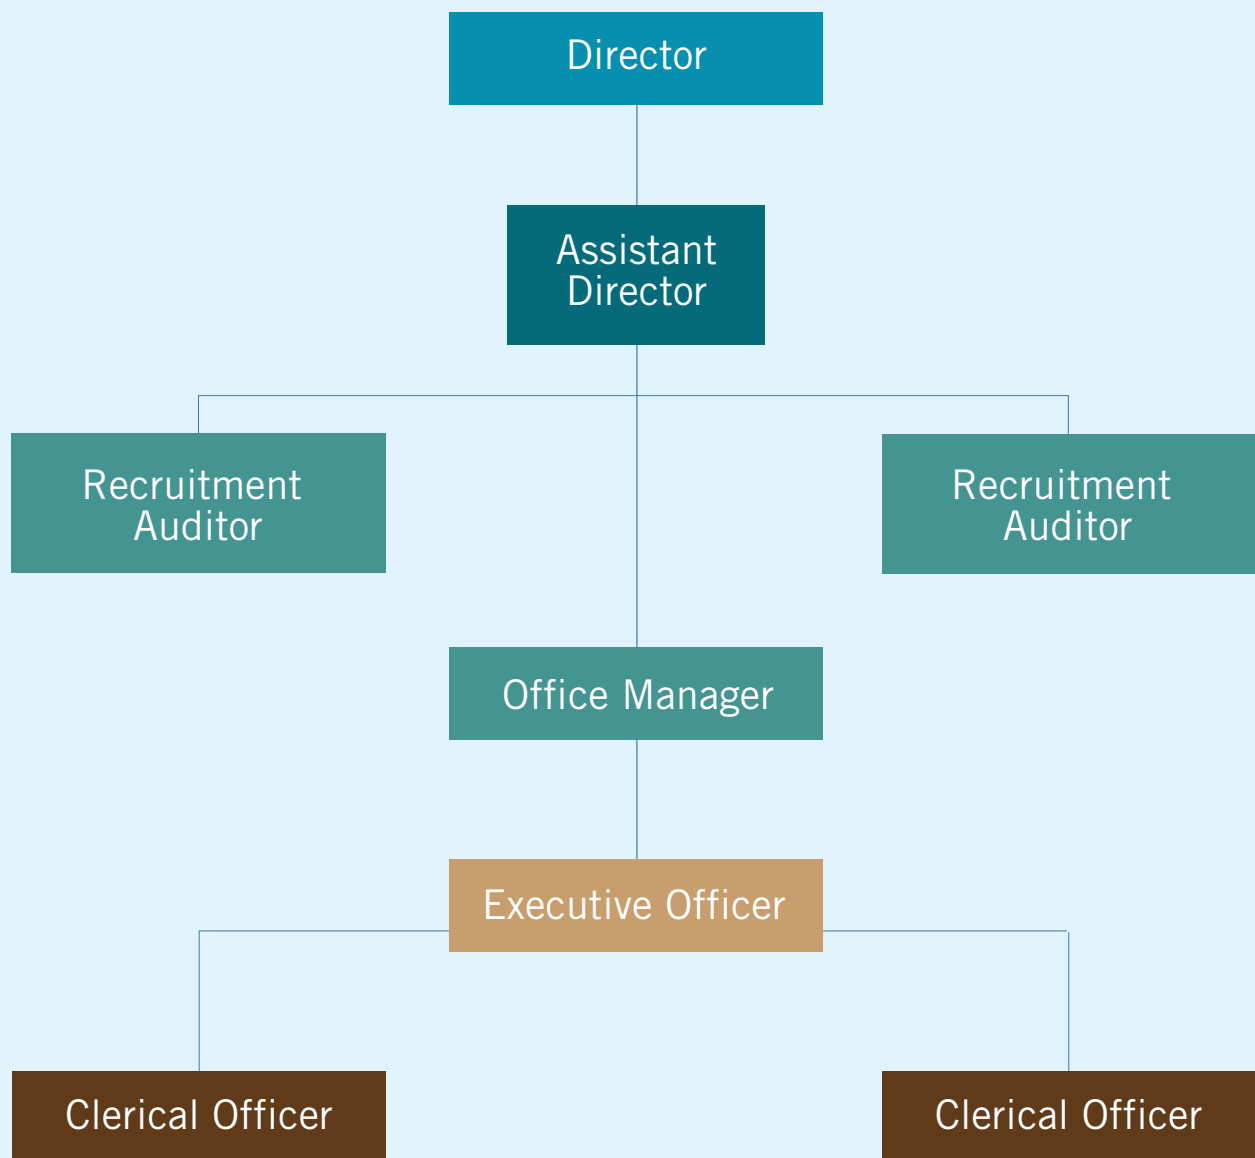 Director
Assistant
Director
Recruitment
Auditor
Recruitment
Auditor
Office Manager
Executive Officer
Clerical Officer
Clerical Officer